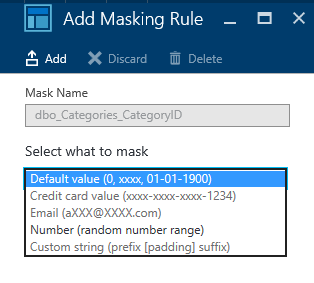 Add Masking Rule
Add Discard Delete
Mask Name
dbo_Categories_CategoryID
Select what to mask
Default value (0, xxxx, 01-01-1900)
Credit card value (xxxx-xxxx-xxxx-1234)
Email (aXXX@XXXX.com)
Number (random number range)
Custom string (prefix [padding] suffix)